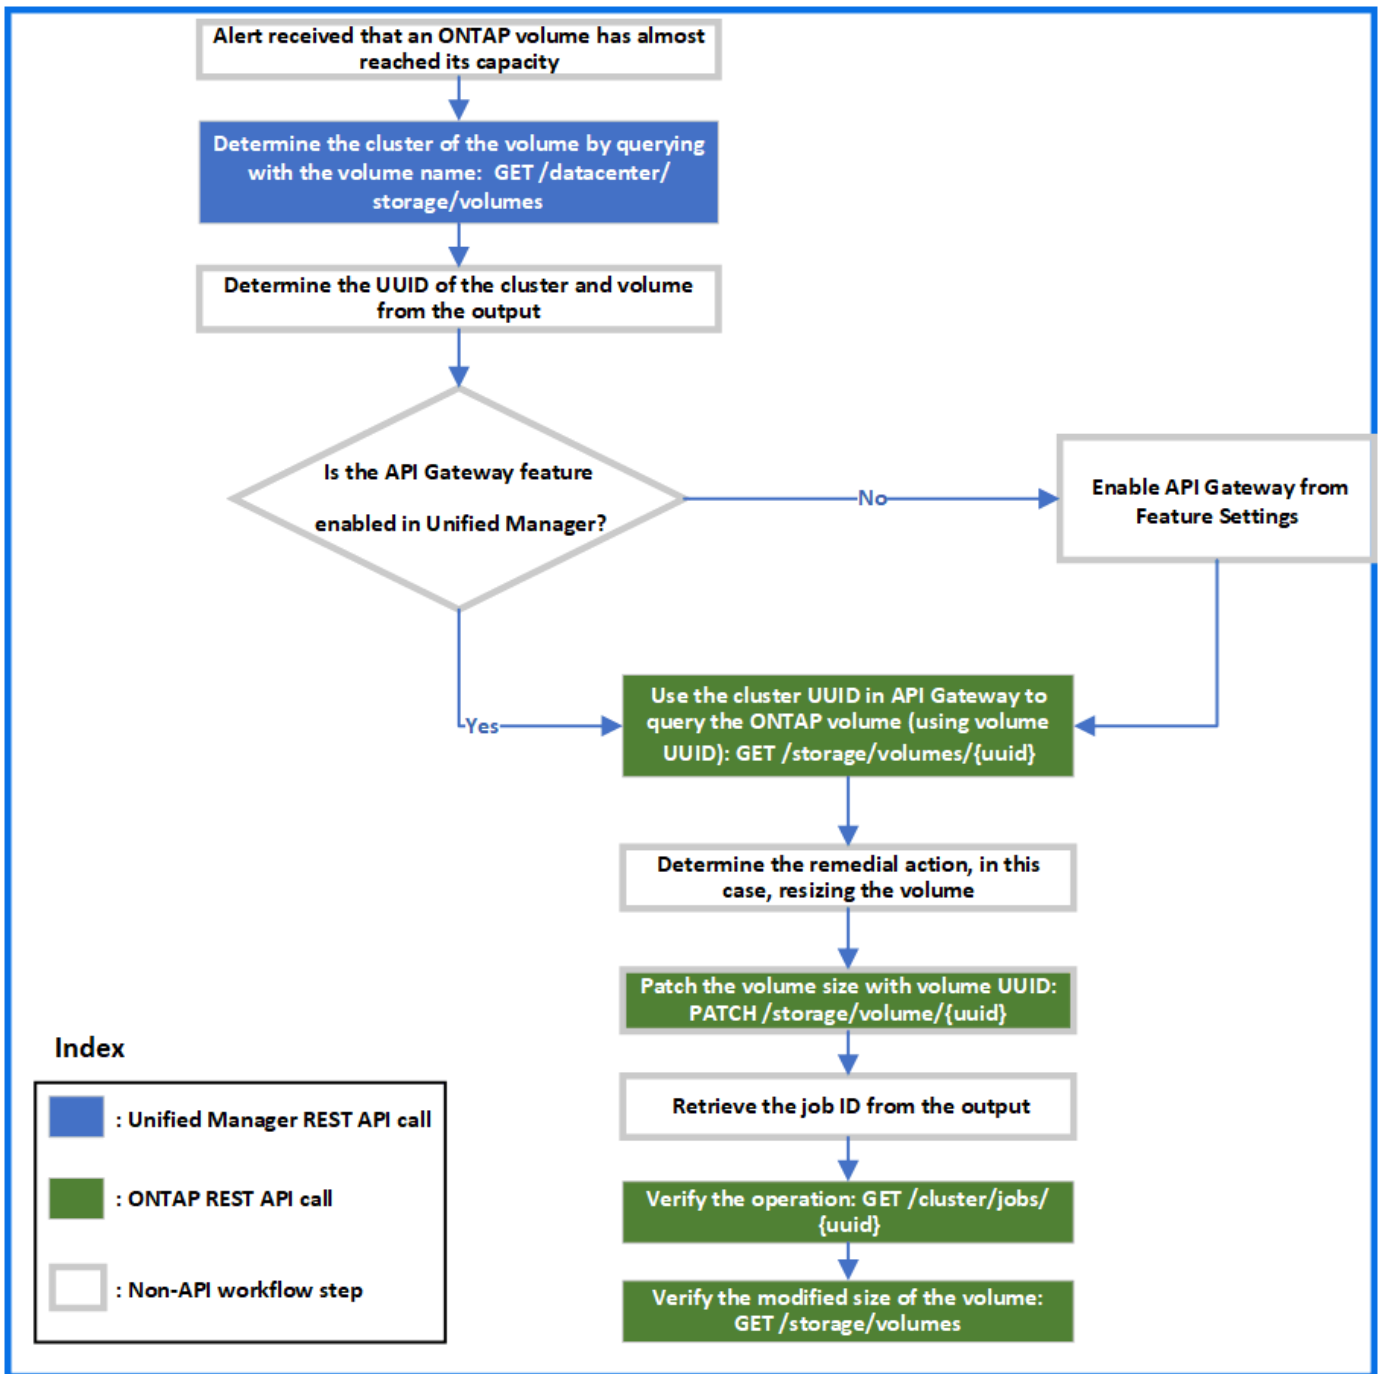 Alert received that an ONTAP volume has almost
reached its capacity
Determine the cluster of the volume by querying
with the volume name: GET /datacenter/
storage/volumes
Determine the UUID of the cluster and volume
from the output
Is the API Gateway feature
enabled in Unified Manager?
No
Enable API Gateway from
Feature Settings
Yes
Use the cluster UUID in API Gateway to
query the ONTAP volume (using volume
UUID): GET /storage/volumes/{uuid}
Determine the remedial action, in this
case, resizing the volume
Patch the volume size with volume UUID:
PATCH /storage/volume/{uuid}
Retrieve the job ID from the output
Verify the operation: GET /cluster/jobs/
{uuid}
Verify the modified size of the volume:
GET /storage/volumes
Index
: Unified Manager REST API call
: ONTAP REST API call
: Non-API workflow step